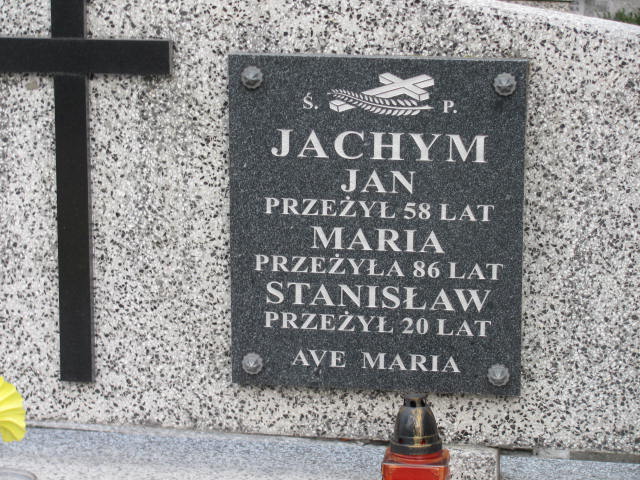 Ś. P.
JACHYM
JAN
PRZEŻYŁ 58 LAT
MARIA
PRZEŻYŁA 86 LAT
STANISŁAW
PRZEŻYŁ 20 LAT
AVE MARIA